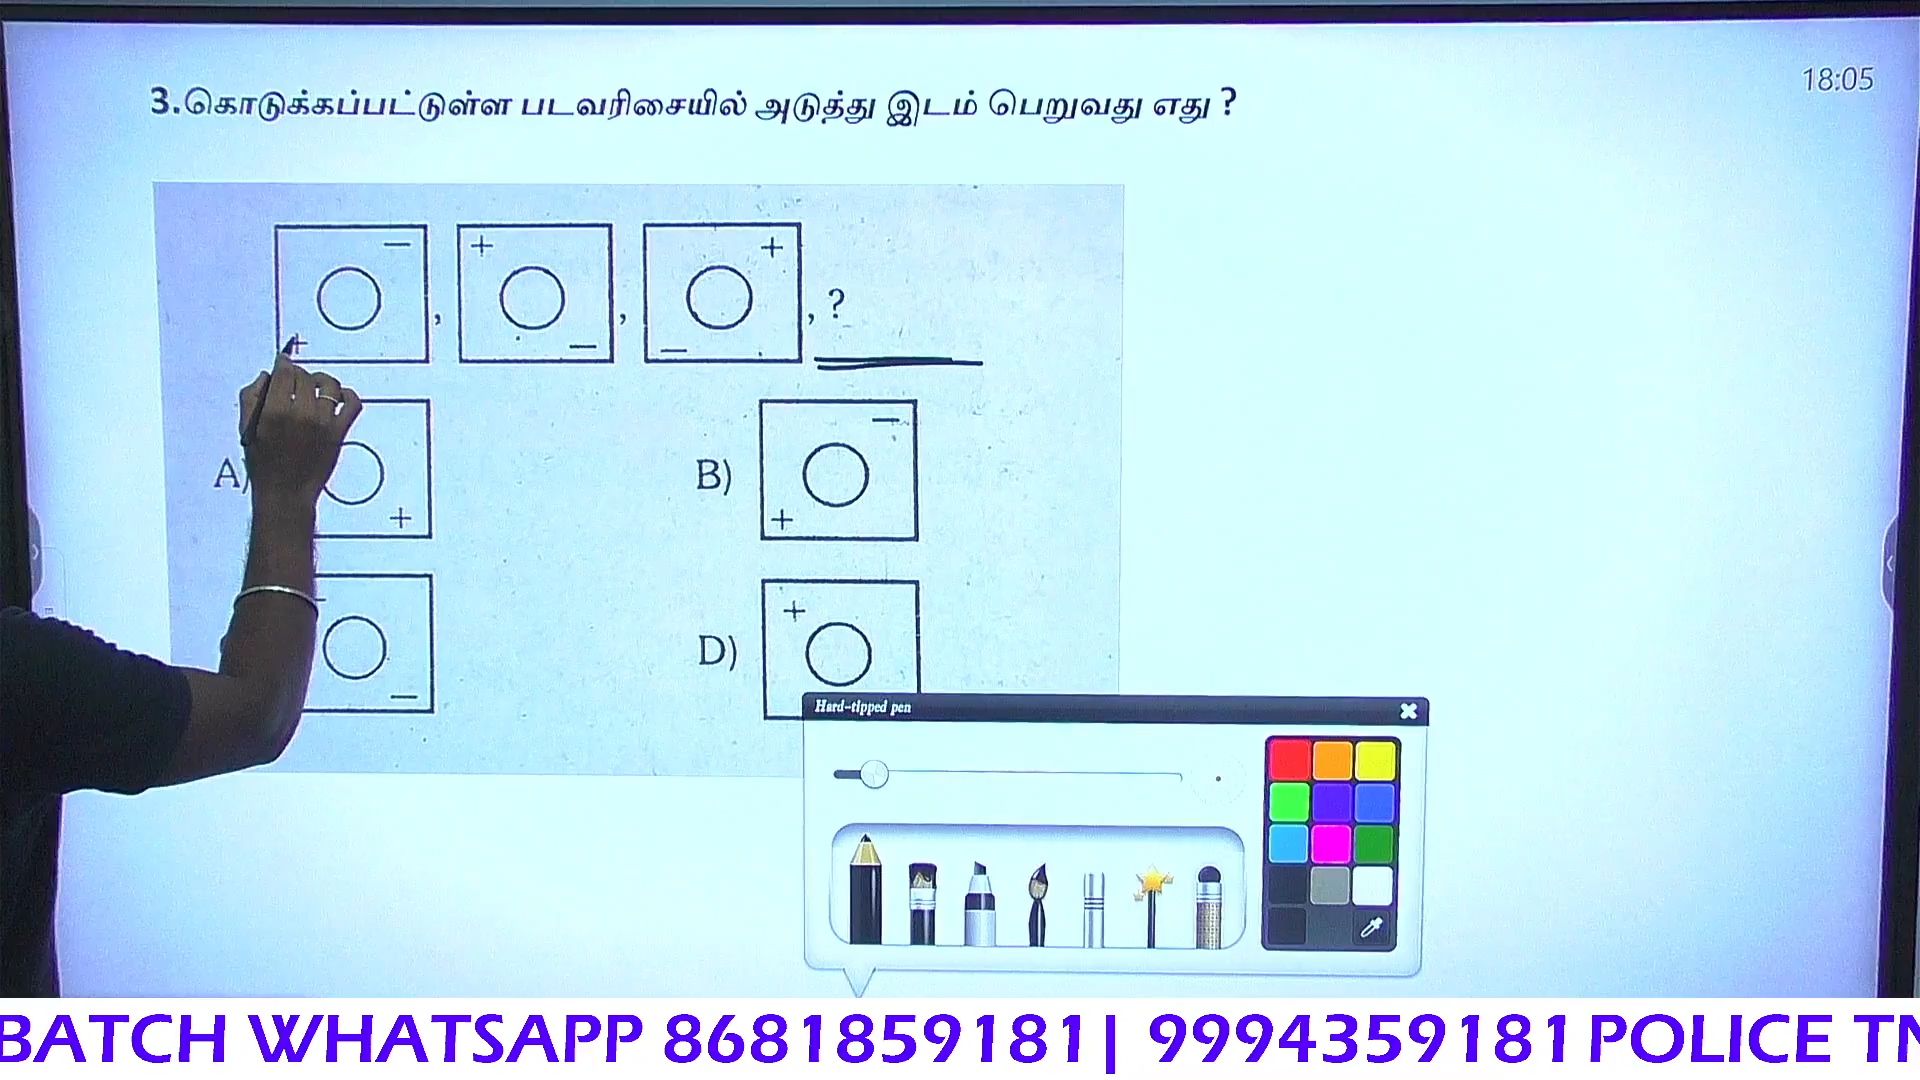 18:05
3.கொடுக்கப்பட்டுள்ள படவரிசையில் அடுத்து இடம் பெறுவது எது ?
− + − +
, , , ?
+ − −
A) B)
− + +
D)
− +
Hard-tipped pen
BATCH WHATSAPP 8681859181| 9994359181 POLICE TN